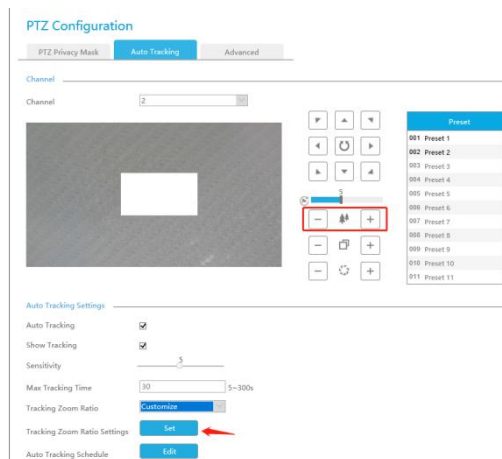 PTZ Configuration
PTZ Privacy Mask Auto Tracking Advanced
Channel
Channel 2
5
Preset
001 Preset 1
002 Preset 2
003 Preset 3
004 Preset 4
005 Preset 5
006 Preset 6
007 Preset 7
008 Preset 8
009 Preset 9
010 Preset 10
011 Preset 11
Auto Tracking Settings
Auto Tracking
Show Tracking
Sensitivity 5
Max Tracking Time 30 5~300s
Tracking Zoom Ratio Customize
Tracking Zoom Ratio Settings Set
Auto Tracking Schedule Edit